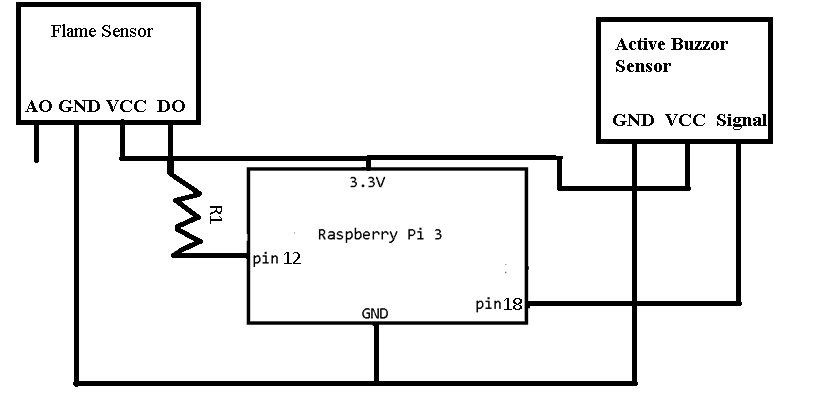 Flame Sensor
AO GND VCC DO
Active Buzzor
Sensor
GND VCC Signal
3.3V
R1
Raspberry Pi 3
pin 12
pin18
GND